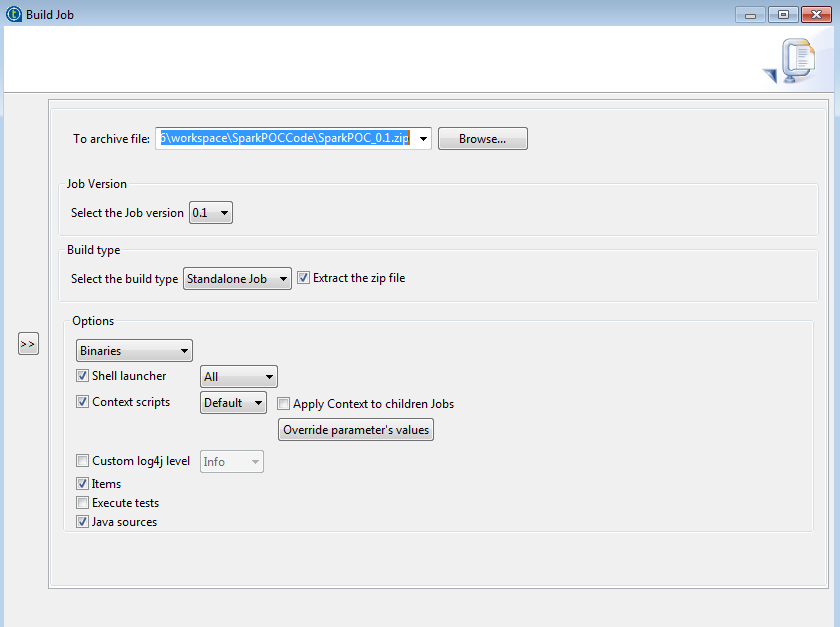 Build Job
To archive file: 6\workspace\SparkPOCCode\SparkPOC_0.1.zip Browse...
Job Version
Select the Job version 0.1
Build type
Select the build type Standalone Job Extract the zip file
Options
>>
Binaries
Shell launcher All
Context scripts Default Apply Context to children Jobs
Override parameter's values
Custom log4j level Info
Items
Execute tests
Java sources